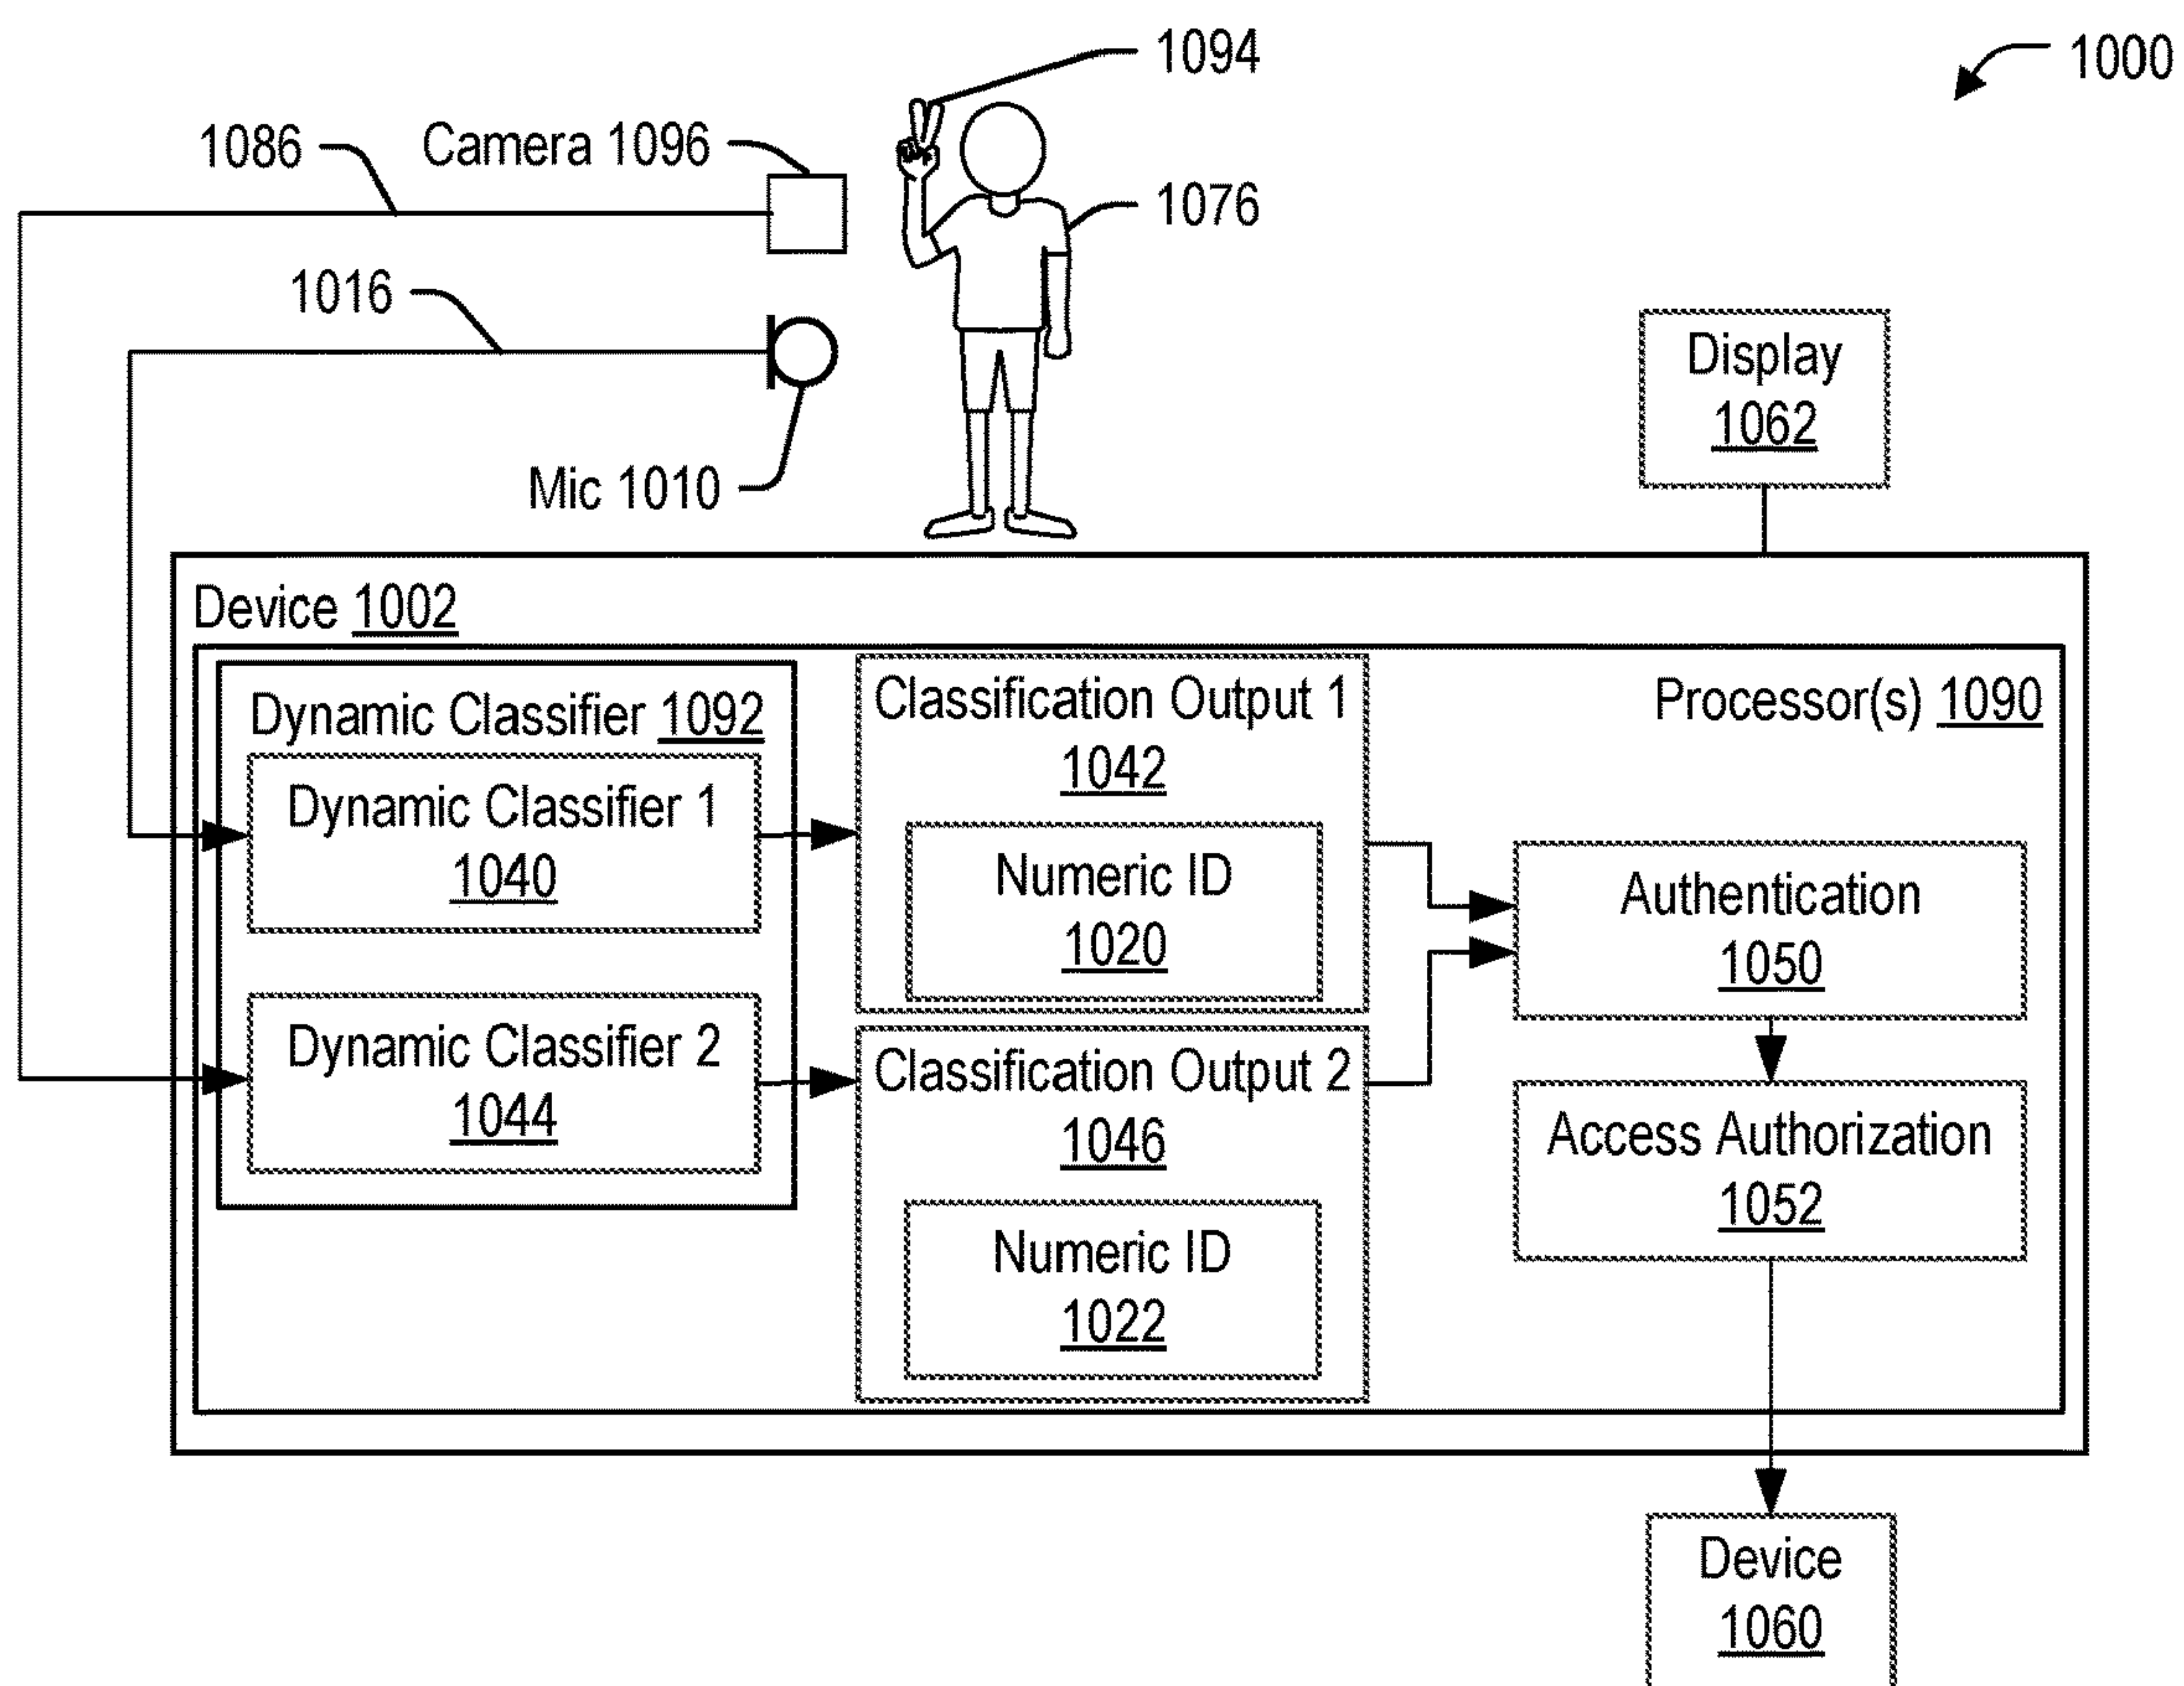 1094
1000
1086
Camera 1096
1076
1016
Display
1062
Mic 1010
Device 1002
Processor(s) 1090
Dynamic Classifier 1092
Dynamic Classifier 1
1040
Dynamic Classifier 2
1044
Classification Output 1
1042
Numeric ID
1020
Classification Output 2
1046
Numeric ID
1022
Authentication
1050
Access Authorization
1052
Device
1060